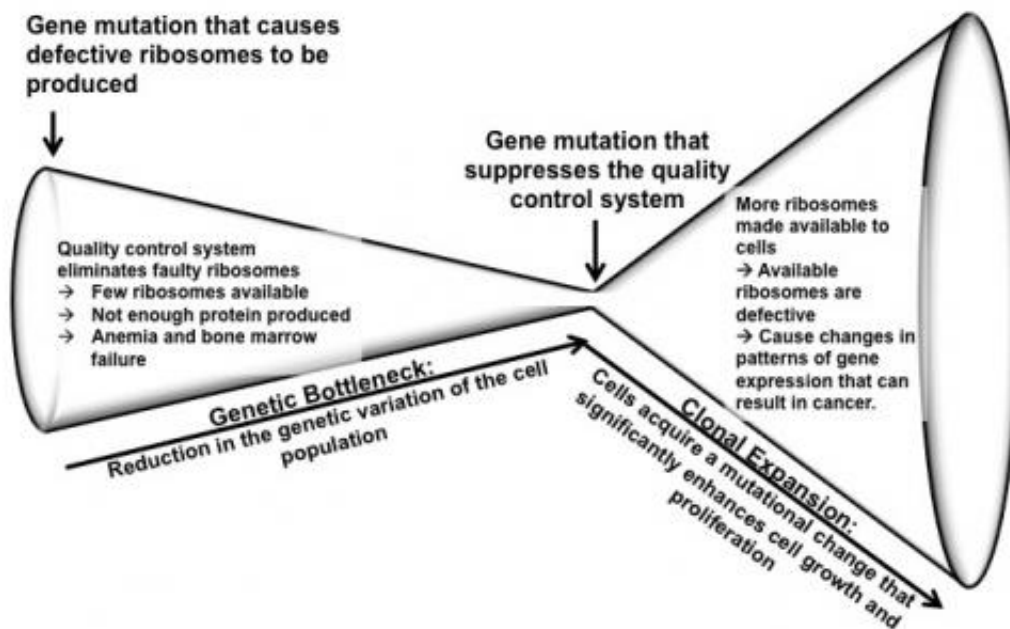 Gene mutation that causes
defective ribosomes to be
produced
Gene mutation that
suppresses the quality
control system
Quality control system
eliminates faulty ribosomes
→ Few ribosomes available
→ Not enough protein produced
→ Anemia and bone marrow
failure
More ribosomes
made available to
cells
→ Available
ribosomes are
defective
→ Cause changes in
patterns of gene
expression that can
result in cancer.
Genetic Bottleneck:
Reduction in the genetic variation of the cell
population
Clonal Expansion:
Cells acquire a mutational change that
significantly enhances cell growth and
proliferation